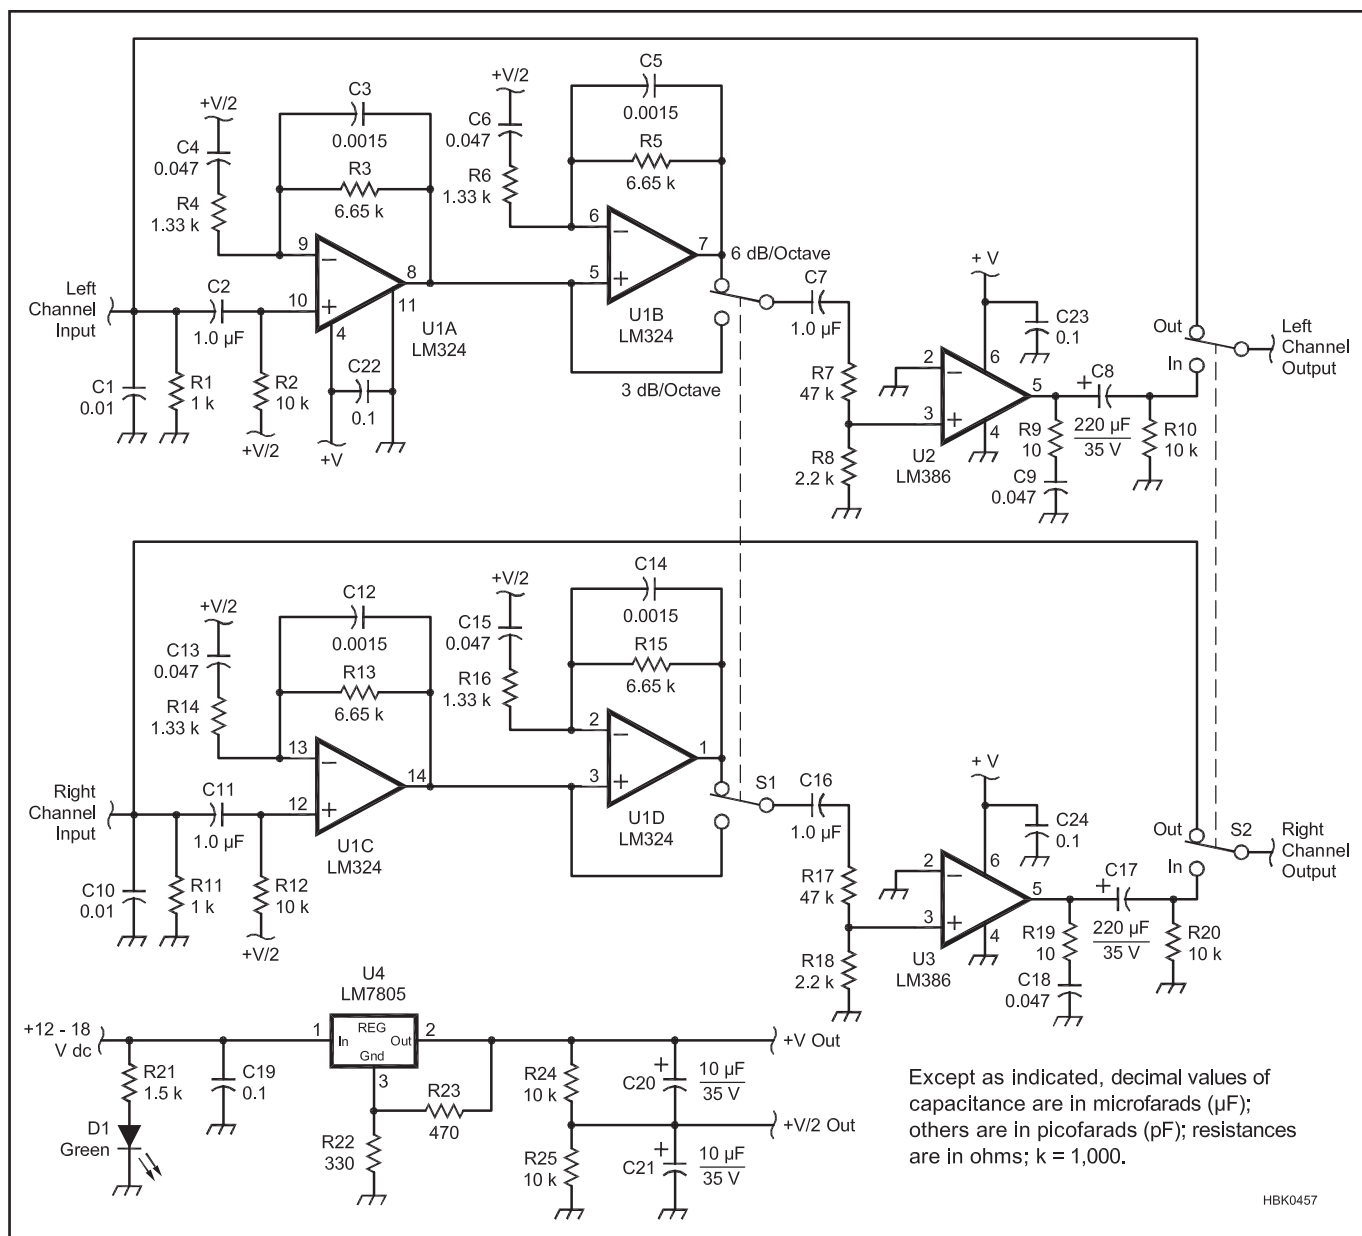 C5
+V/2
0.0015
C3
+V/2
C6
0.047
0.0015
R5
C4
0.047
R3
R6
1.33 k
6.65 k
R4
1.33 k
6.65 k
6
−
7
6 dB/Octave
9
−
5
+
+ V
Left
Channel
Input
C2
8
C7
10
+
11
U1B
LM324
1.0 µF
C23
0.1
Out
Left
Channel
Output
1.0 µF
4
U1A
LM324
6
2
−
In
C1
0.01
R1
1 k
R2
10 k
C22
0.1
3 dB/Octave
R7
47 k
5
+
C8
3
+
4
R9
10
220 µF
35 V
R10
10 k
+V/2
+V
R8
2.2 k
U2
LM386
C9
0.047
C14
+V/2
0.0015
C12
+V/2
C15
0.047
0.0015
R15
C13
0.047
R13
R16
1.33 k
6.65 k
R14
1.33 k
6.65 k
2
−
1
13
−
3
+
+ V
Right
Channel
Input
C11
14
S1
C16
12
+
U1D
LM324
1.0 µF
C24
0.1
Out
S2
Right
Channel
Output
1.0 µF
U1C
LM324
6
2
−
In
C10
0.01
R11
1 k
R12
10 k
R17
47 k
5
+
C17
3
+
4
R19
10
220 µF
35 V
R20
10 k
+V/2
R18
2.2 k
U3
LM386
C18
0.047
U4
LM7805
+12 - 18
V dc
1
REG
In
Out
Gnd
2
+V Out
3
R21
1.5 k
C19
0.1
R23
470
R24
10 k
+
C20
10 µF
35 V
D1
Green
R22
330
+V/2 Out
R25
10 k
+
C21
10 µF
35 V
Except as indicated, decimal values of
capacitance are in microfarads (µF);
others are in picofarads (pF); resistances
are in ohms; k = 1,000.
HBK0457